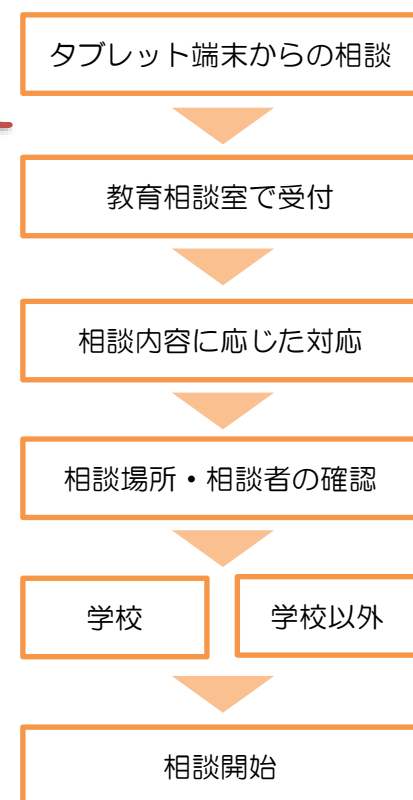 タブレット端末からの相談
教育相談室で受付
相談内容に応じた対応
相談場所・相談者の確認
学校
学校以外
相談開始